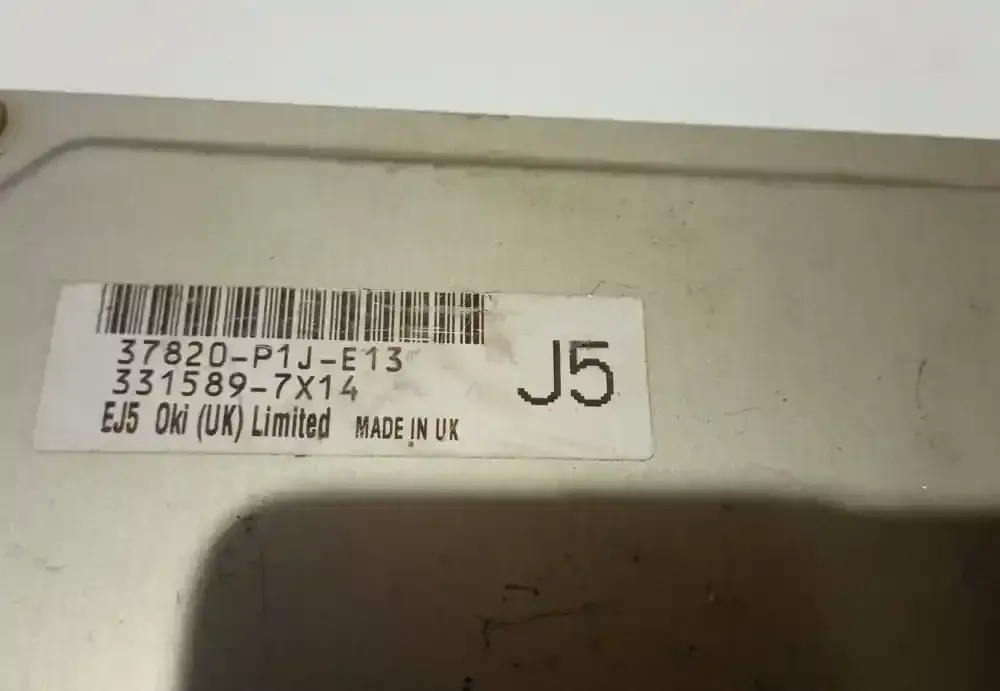 37820-P1J-E13
331589-7X14
EJ5 Oki (UK) Limited MADE IN UK
J5